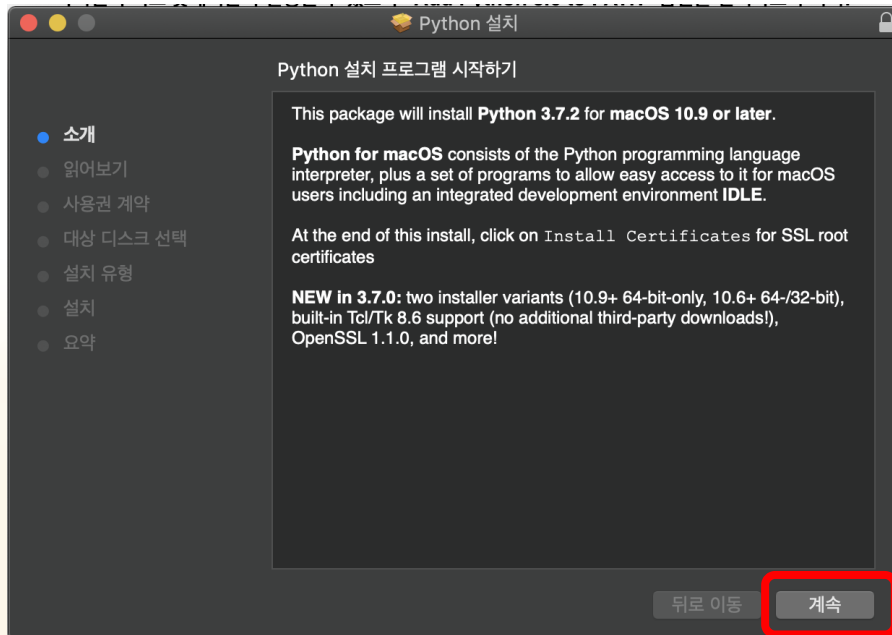 Python 설치
Python 설치 프로그램 시작하기
소개
읽어보기
사용권 계약
대상 디스크 선택
설치 유형
설치
요약
This package will install Python 3.7.2 for macOS 10.9 or later.
Python for macOS consists of the Python programming language
interpreter, plus a set of programs to allow easy access to it for macOS
users including an integrated development environment IDLE.
At the end of this install, click on Install Certificates for SSL root
certificates
NEW in 3.7.0: two installer variants (10.9+ 64-bit-only, 10.6+ 64-/32-bit),
built-in Tcl/Tk 8.6 support (no additional third-party downloads!),
OpenSSL 1.1.0, and more!
뒤로 이동
계속